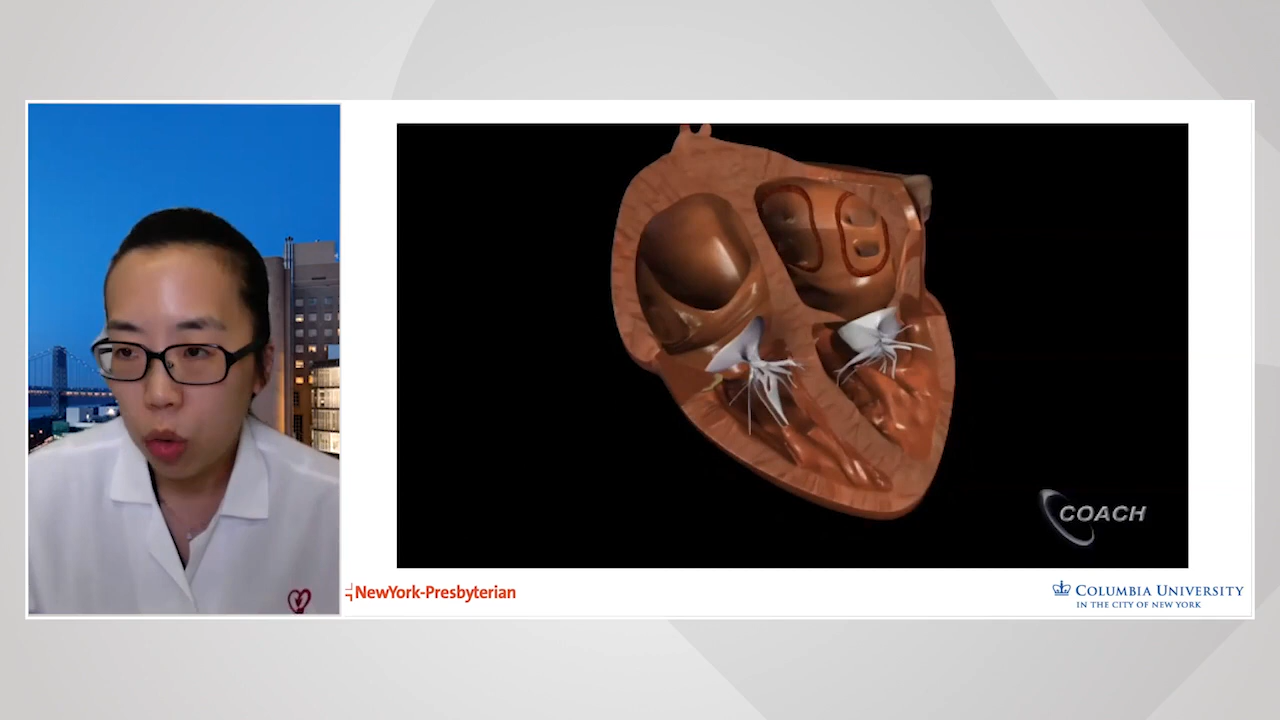 COACH
NewYork-Presbyterian
COLUMBIA UNIVERSITY
IN THE CITY OF NEW YORK